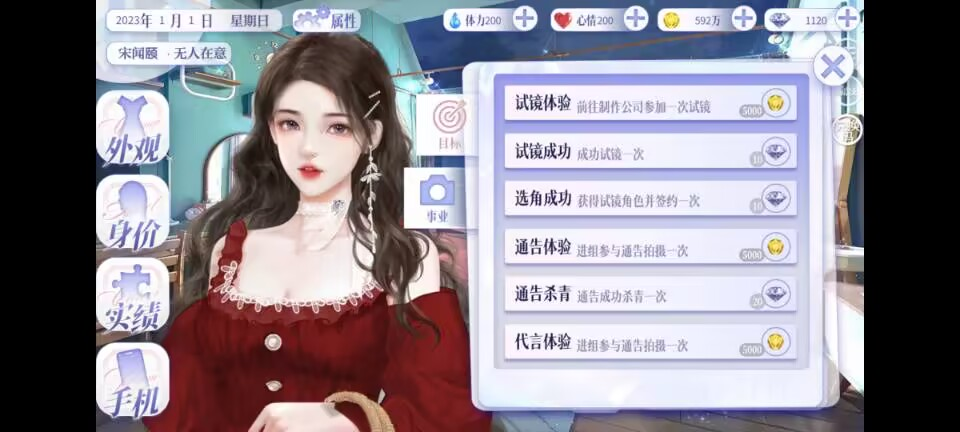 2023年 1 月 1 日 星期日
属性
体力200
心情200
592万
1120
宋闻颐 · 无人在意
外观
身价
实绩
手机
目标
事业
试镜体验 前往制作公司参加一次试镜 5000
试镜成功 成功试镜一次 10
选角成功 获得试镜角色并签约一次 10
通告体验 进组参与通告拍摄一次 5000
通告杀青 通告成功杀青一次 20
代言体验 进组参与通告拍摄一次 5000